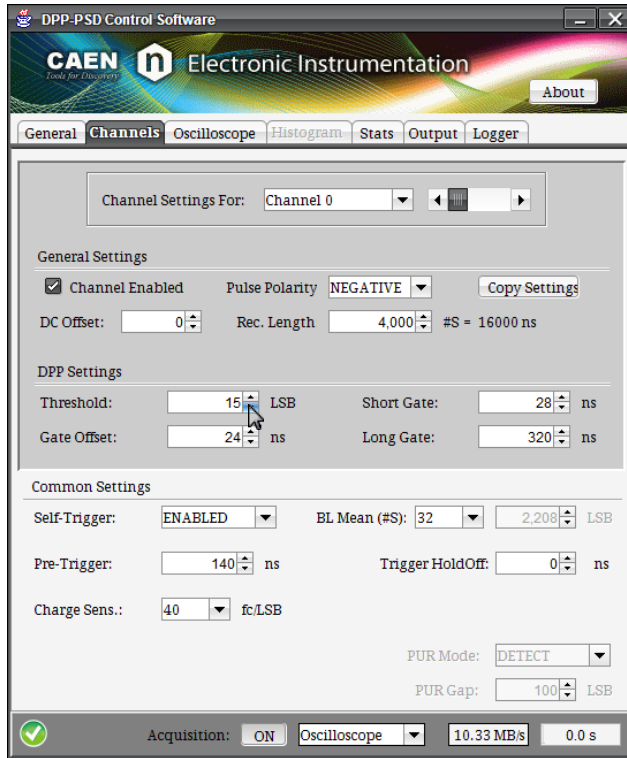 DPP-PSD Control Software
CAEN n Electronic Instrumentation
Tools for Discovery
About
General Channels Oscilloscope Histogram Stats Output Logger
Channel Settings For: Channel 0
General Settings
Channel Enabled Pulse Polarity NEGATIVE Copy Settings
DC Offset: 0 Rec. Length 4,000 #S = 16000 ns
DPP Settings
Threshold: 15 LSB Short Gate: 28 ns
Gate Offset: 24 ns Long Gate: 320 ns
Common Settings
Self-Trigger: ENABLED BL Mean (#S): 32 2,208 LSB
Pre-Trigger: 140 ns Trigger HoldOff: 0 ns
Charge Sens.: 40 fc/LSB
PUR Mode: DETECT
PUR Gap: 100 LSB
Acquisition: ON Oscilloscope 10.33 MB/s 0.0 s